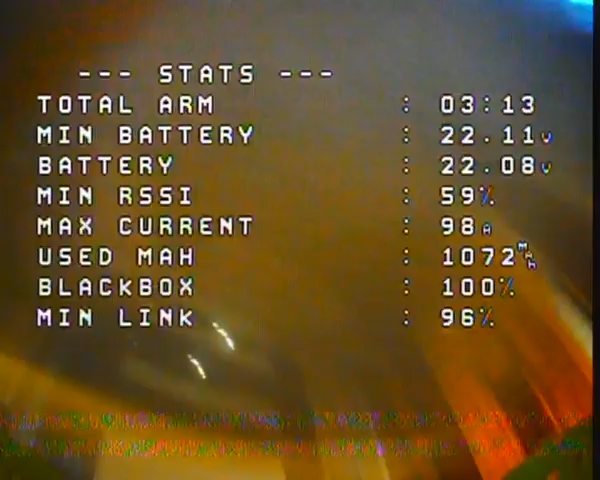 --- STATS ---
TOTAL ARM : 03:13
MIN BATTERY : 22.11V
BATTERY : 22.08V
MIN RSSI : 59%
MAX CURRENT : 98A
USED MAH : 1072MAH
BLACKBOX : 100%
MIN LINK : 96%